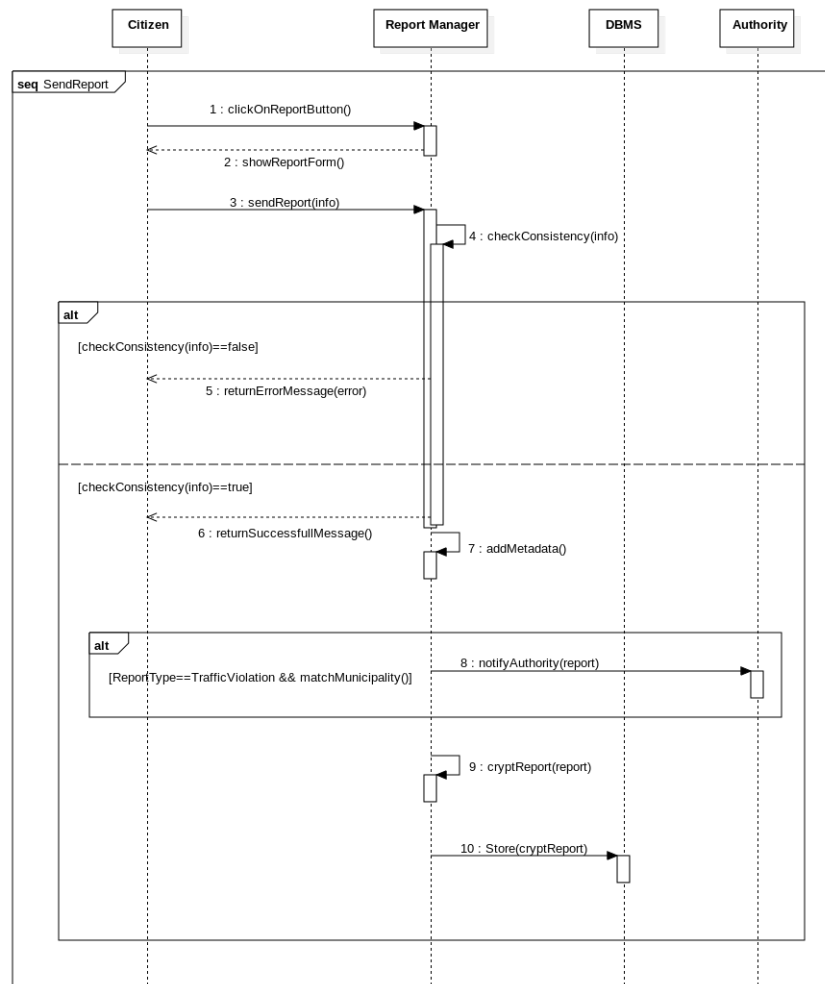 Citizen
Report Manager
DBMS
Authority
seq SendReport
1 : clickOnReportButton()
2 : showReportForm()
3 : sendReport(info)
4 : checkConsistency(info)
alt
[checkConsistency(info)==false]
5 : returnErrorMessage(error)
[checkConsistency(info)==true]
6 : returnSuccessfullMessage()
7 : addMetadata()
alt
8 : notifyAuthority(report)
[ReportType==TrafficViolation && matchMunicipality()]
9 : cryptReport(report)
10 : Store(cryptReport)